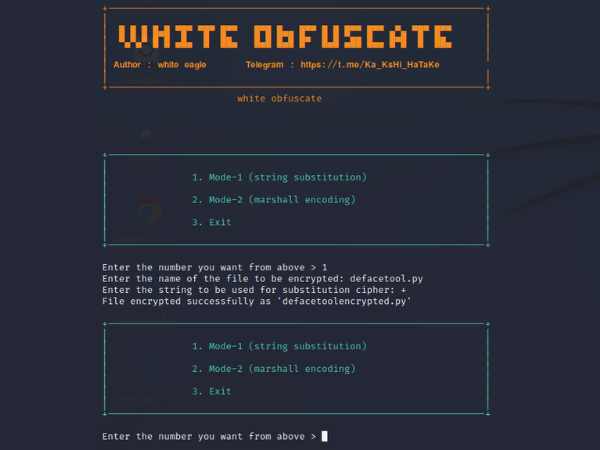 WHITE ObFUSCATE
Author : white eagle Telegram : https://t.me/Ka_KsHi_HaTaKe
white obfuscate
1. Mode-1 (string substitution)
2. Mode-2 (marshall encoding)
3. Exit
Enter the number you want from above > 1
Enter the name of the file to be encrypted: defacetool.py
Enter the string to be used for substitution cipher: +
File encrypted successfully as 'defacetoolencrypted.py'
1. Mode-1 (string substitution)
2. Mode-2 (marshall encoding)
3. Exit
Enter the number you want from above >